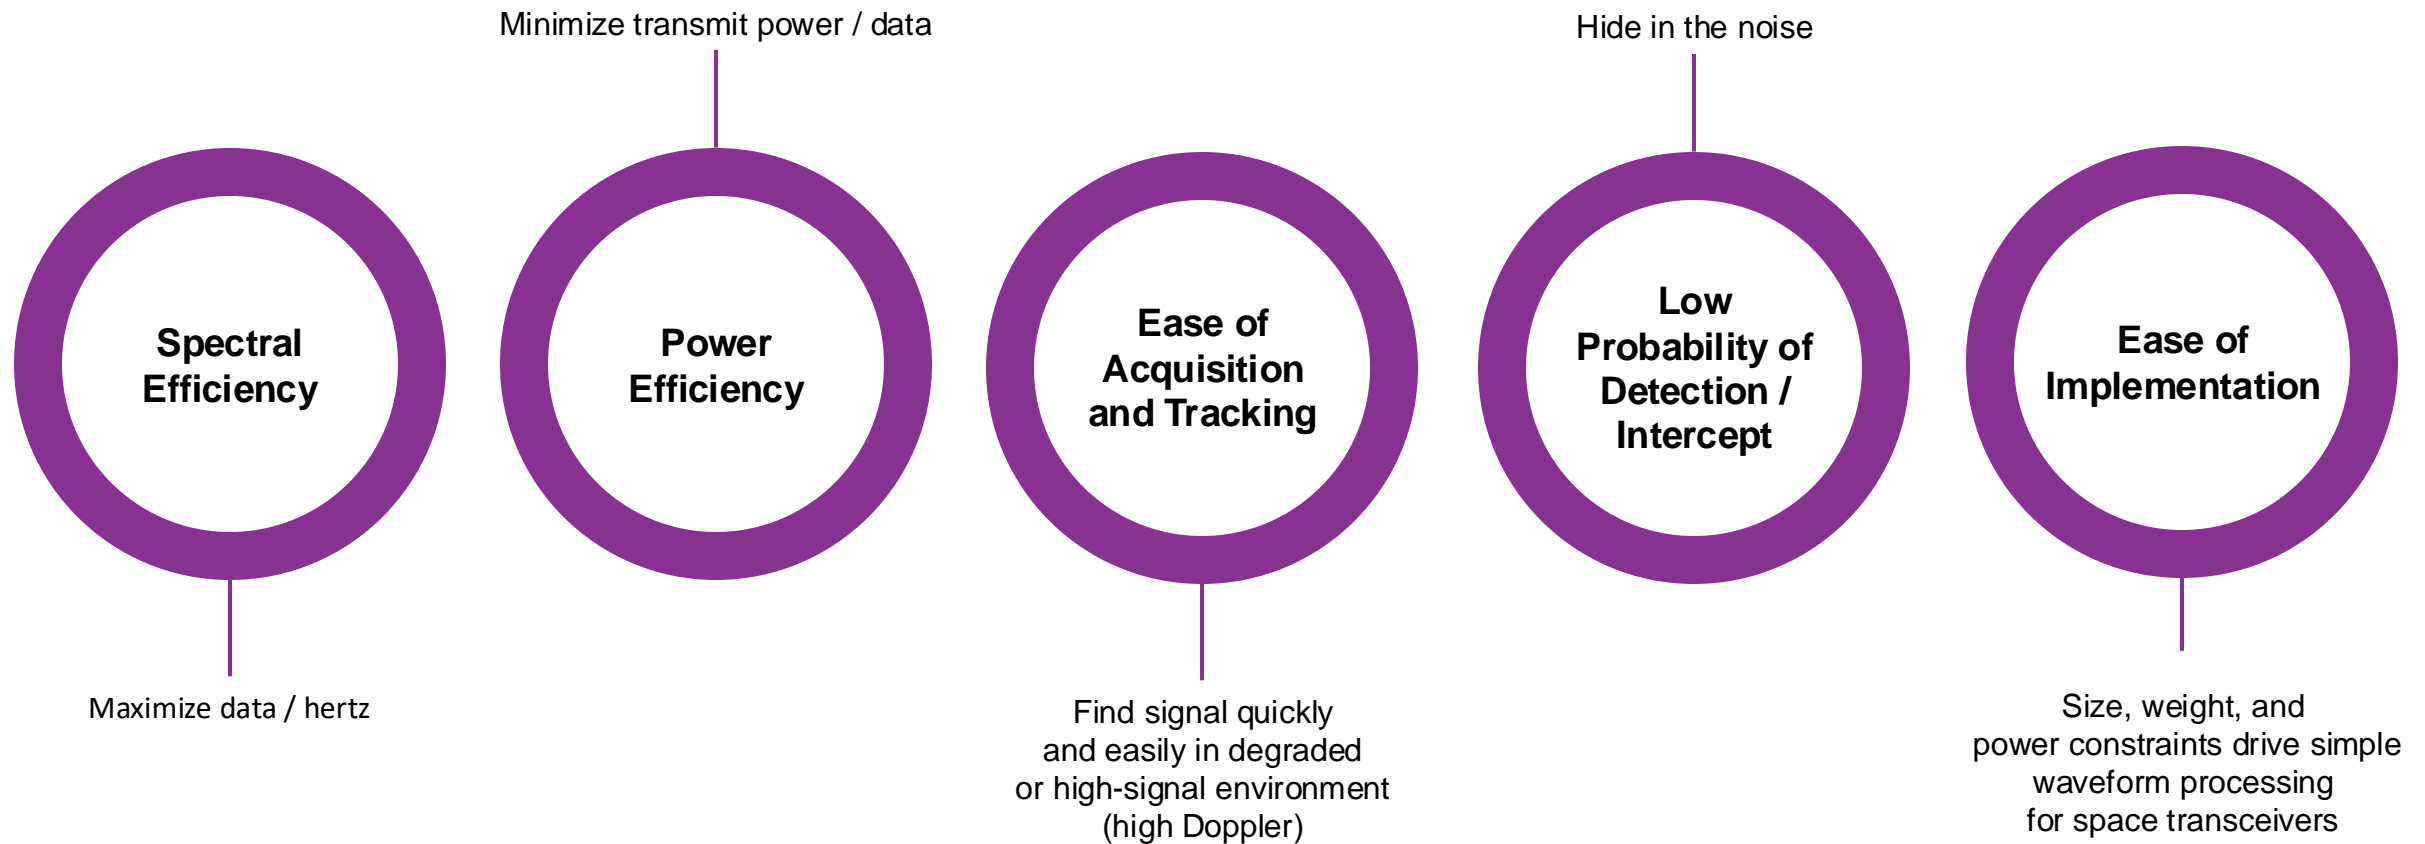 Minimize transmit power / data
Hide in the noise
Spectral
Efficiency
Power
Efficiency
Ease of
Acquisition
and Tracking
Low
Probability of
Detection /
Intercept
Ease of
Implementation
Maximize data / hertz
Find signal quickly
and easily in degraded
or high-signal environment
(high Doppler)
Size, weight, and
power constraints drive simple
waveform processing
for space transceivers